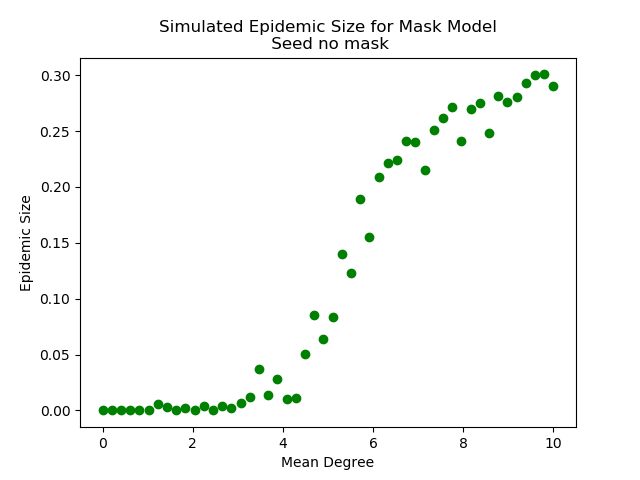 Simulated Epidemic Size for Mask Model
Seed no mask
0.30
0.25
0.20
0.15
0.10
0.05
0.00
Epidemic Size
0 2 4 6 8 10
Mean Degree